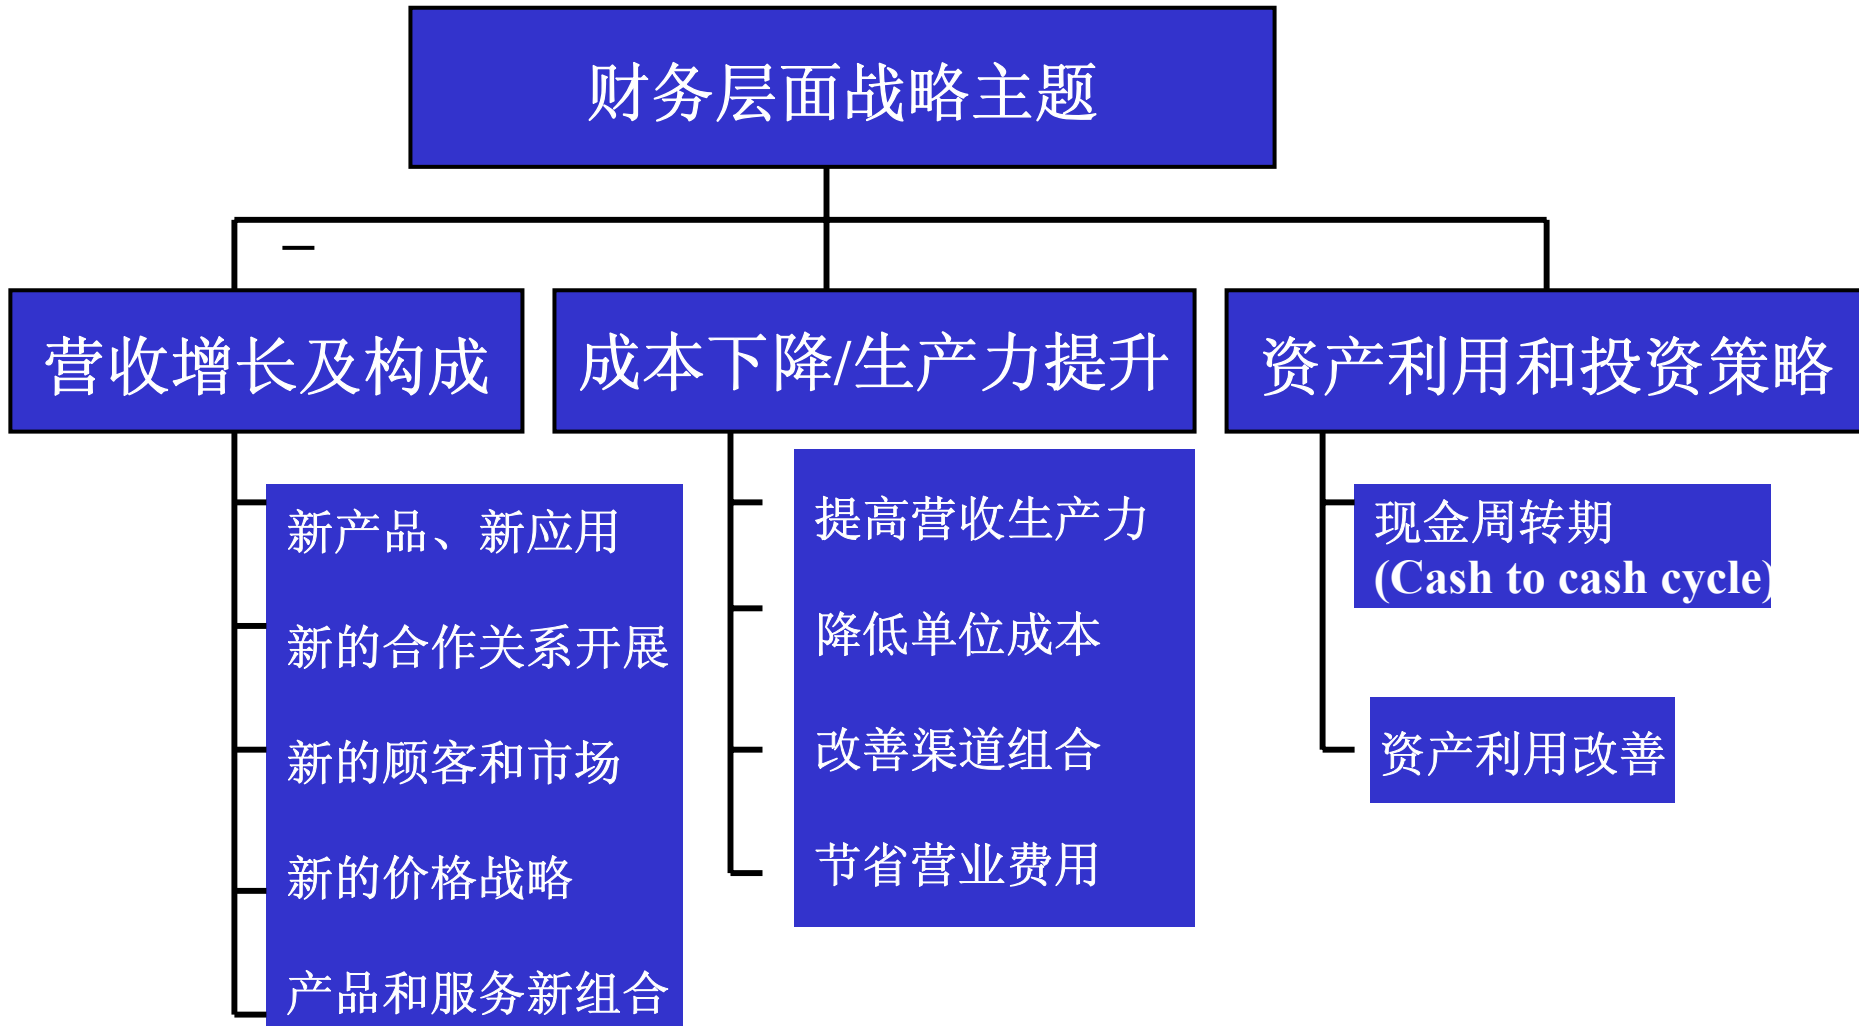 财务层面战略主题
营收增长及构成
成本下降/生产力提升
资产利用和投资策略
新产品、新应用
新的合作关系开展
新的顾客和市场
新的价格战略
产品和服务新组合
提高营收生产力
降低单位成本
改善渠道组合
节省营业费用
现金周转期
(Cash to cash cycle)
资产利用改善